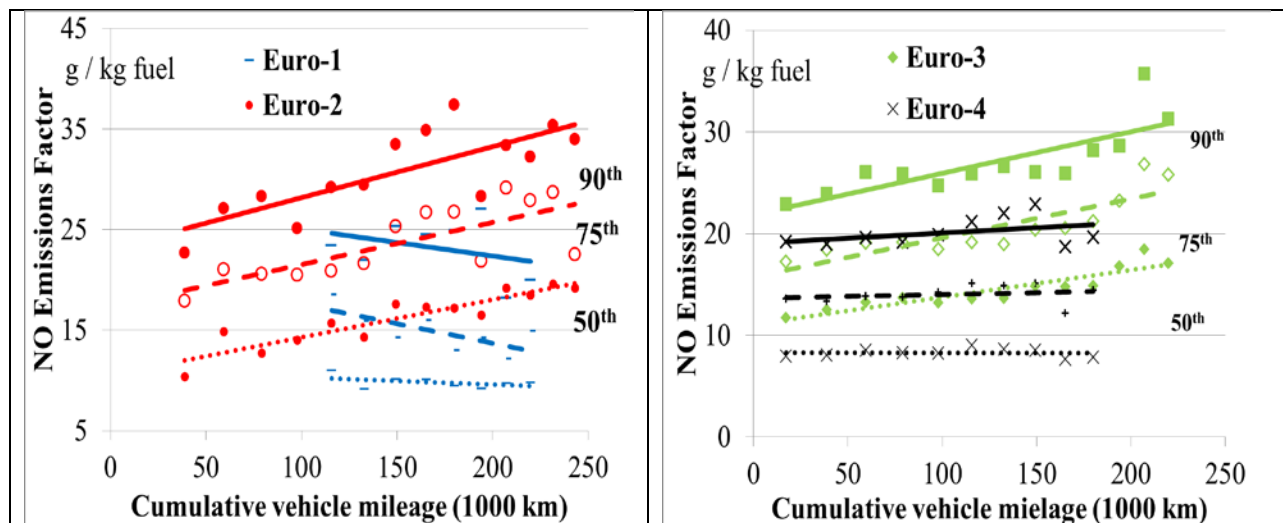 45
35
25
15
5
g / kg fuel
NO Emissions Factor
Euro-1
Euro-2
90th
75th
50th
0 50 100 150 200 250
Cumulative vehicle mileage (1000 km)
40
30
20
10
0
g / kg fuel
NO Emissions Factor
Euro-3
Euro-4
90th
75th
50th
0 50 100 150 200 250
Cumulative vehicle mielage (1000 km)